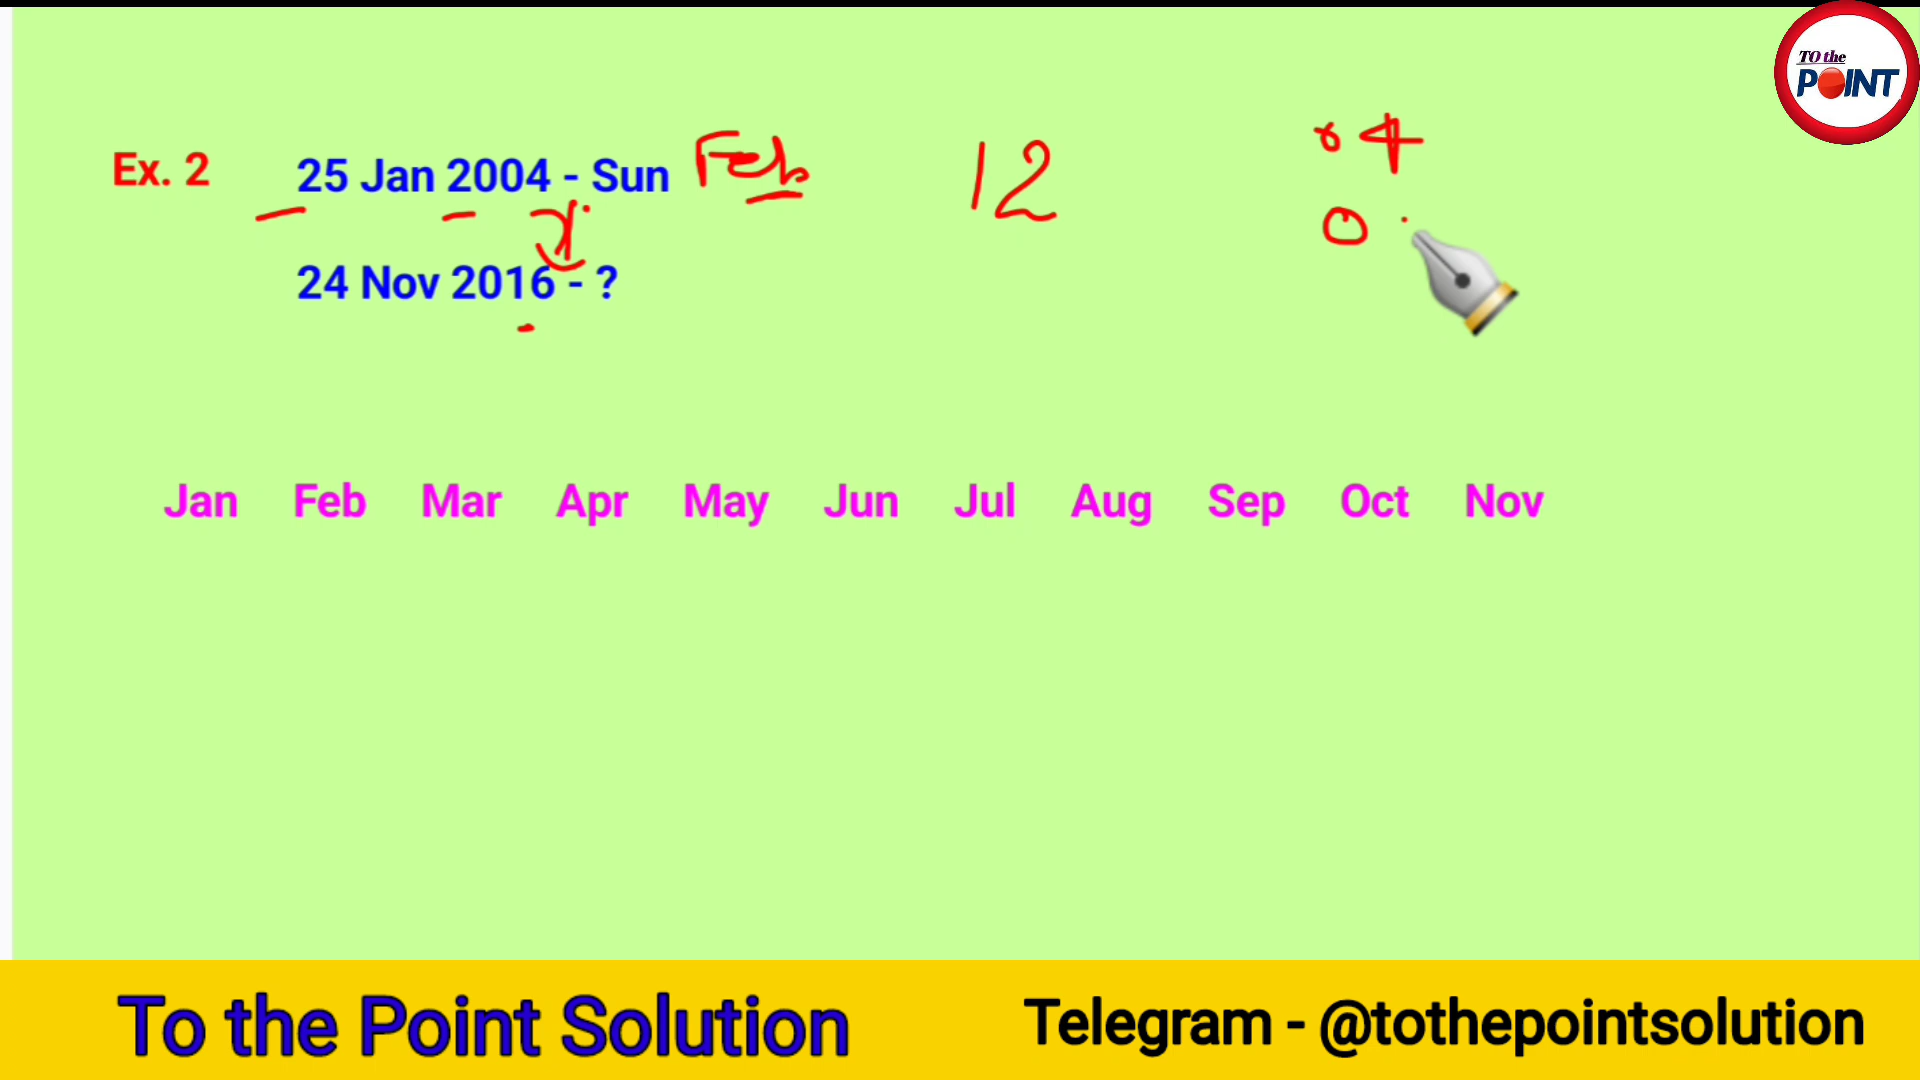 TO the
POINT
Ex. 2 25 Jan 2004 - Sun Feb 12 04
0
24 Nov 2016 - ?
Jan Feb Mar Apr May Jun Jul Aug Sep Oct Nov
To the Point Solution Telegram - @tothepointsolution